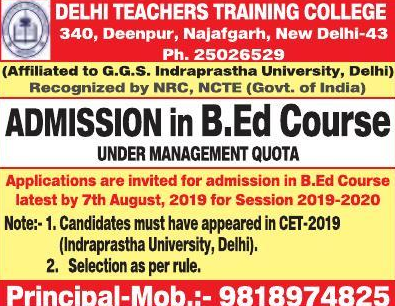 DELHI TEACHERS TRAINING COLLEGE
340, Deenpur, Najafgarh, New Delhi-43
Ph. 25026529
(Affiliated to G.G.S. Indraprastha University, Delhi)
Recognized by NRC, NCTE (Govt. of India)
ADMISSION in B.Ed Course
UNDER MANAGEMENT QUOTA
Applications are invited for admission in B.Ed Course
latest by 7th August, 2019 for Session 2019-2020
Note:- 1. Candidates must have appeared in CET-2019
(Indraprastha University, Delhi).
2. Selection as per rule.
Principal-Mob.:- 9818974825